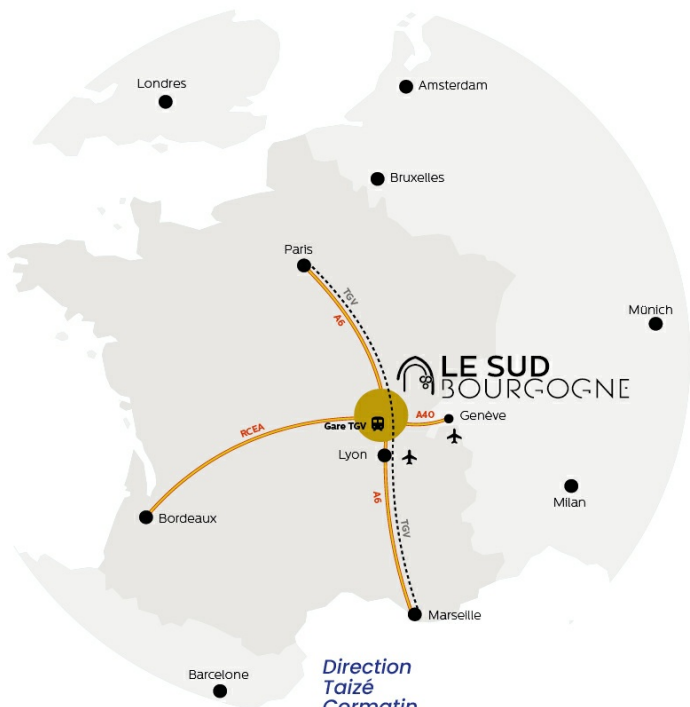 Londres
Amsterdam
Bruxelles
Paris
TGV
A6
Münich
LE SUD
BOURGOGNE
RCEA
Gare TGV
A40
Genève
Lyon
Milan
A6
TGV
Bordeaux
Marseille
Barcelone
Direction
Taizé
Cormatin